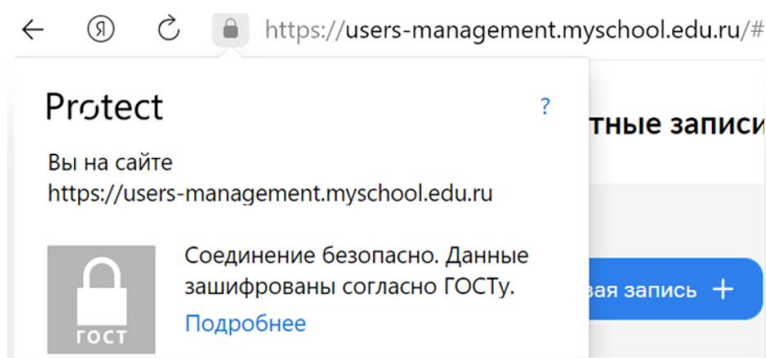 https://users-management.myschool.edu.ru/#
Protect
?
тные записи
Вы на сайте
https://users-management.myschool.edu.ru
Соединение безопасно. Данные
зашифрованы согласно ГОСТу.
вая запись +
Подробнее
ГОСТ